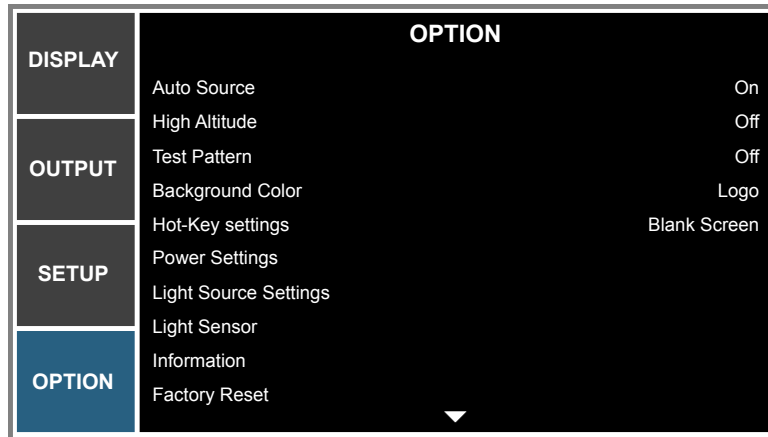 OPTION
DISPLAY
OUTPUT
SETUP
OPTION
Auto Source On
High Altitude Off
Test Pattern Off
Background Color Logo
Hot-Key settings Blank Screen
Power Settings
Light Source Settings
Light Sensor
Information
Factory Reset